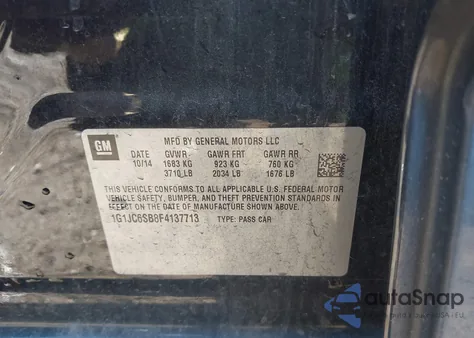 GM
MFD BY GENERAL MOTORS LLC
DATE GVWR GAWR FRT GAWR RR
10/14 1683 KG 923 KG 760 KG
3710 LB 2034 LB 1676 LB
THIS VEHICLE CONFORMS TO ALL APPLICABLE U.S. FEDERAL MOTOR
VEHICLE SAFETY, BUMPER, AND THEFT PREVENTION STANDARDS
IN EFFECT ON THE DATE OF MANUFACTURE SHOWN ABOVE.
1G1JC6SB8F4137713 TYPE: PASS CAR
autoSnap